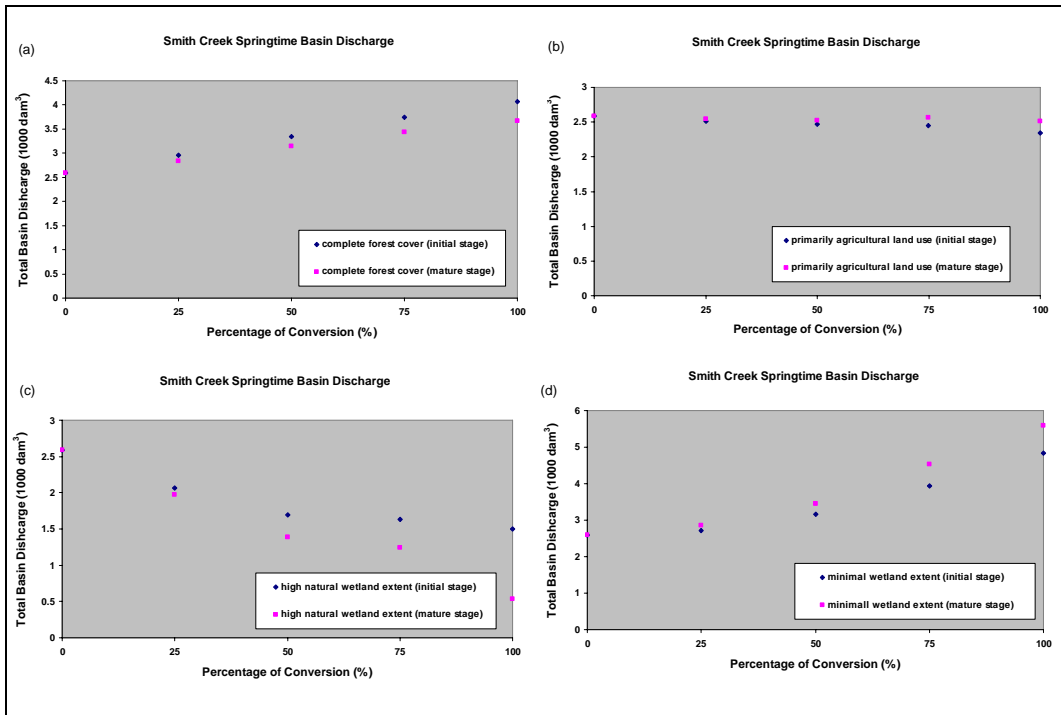 (a)
Smith Creek Springtime Basin Discharge
Total Basin Dishcarge (1000 dam³)
4.5
4
3.5
3
2.5
2
1.5
1
0.5
0
complete forest cover (initial stage)
complete forest cover (mature stage)
0 25 50 75 100
Percentage of Conversion (%)
(b)
Smith Creek Springtime Basin Discharge
Total Basin Dishcarge (1000 dam³)
3
2.5
2
1.5
1
0.5
0
primarily agricultural land use (initial stage)
primarily agricultural land use (mature stage)
0 25 50 75 100
Percentage of Conversion (%)
(c)
Smith Creek Springtime Basin Discharge
Total Basin Dishcarge (1000 dam³)
3
2.5
2
1.5
1
0.5
0
high natural wetland extent (initial stage)
high natural wetland extent (mature stage)
0 25 50 75 100
Percentage of Conversion (%)
(d)
Smith Creek Springtime Basin Discharge
Total Basin Dishcarge (1000 dam³)
6
5
4
3
2
1
0
minimal wetland extent (initial stage)
minimall wetland extent (mature stage)
0 25 50 75 100
Percentage of Conversion (%)